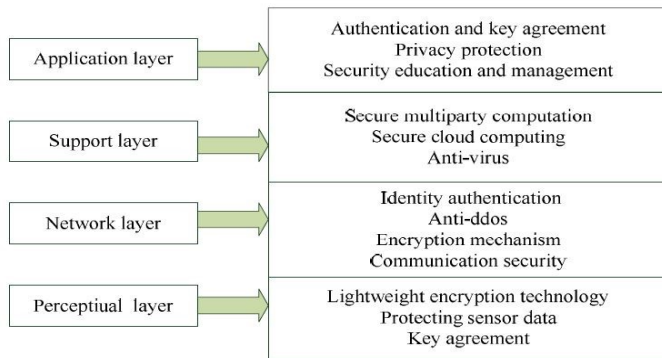 Application layer
Authentication and key agreement
Privacy protection
Security education and management
Support layer
Secure multiparty computation
Secure cloud computing
Anti-virus
Network layer
Identity authentication
Anti-ddos
Encryption mechanism
Communication security
Perceptiual layer
Lightweight encryption technology
Protecting sensor data
Key agreement